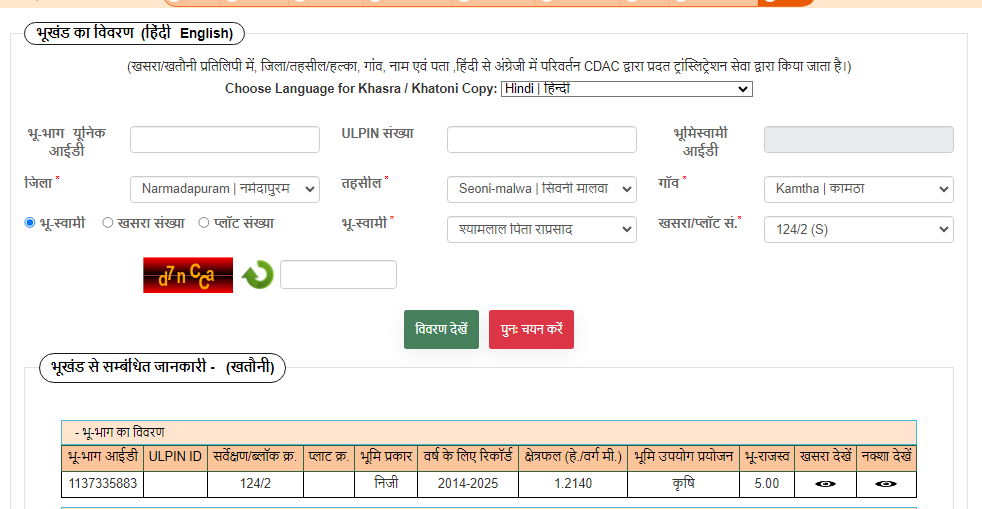 भूखंड का विवरण (हिंदी English)
(खसरा/खतौनी प्रतिलिपी में, जिला/तहसील/हल्का, गांव, नाम एवं पता ,हिंदी से अंग्रेजी में परिवर्तन CDAC द्वारा प्रदत ट्रांस्लिट्रेशन सेवा द्वारा किया जाता है।)
Choose Language for Khasra / Khatoni Copy: Hindi | हिन्दी
भू-भाग यूनिक आईडी ULPIN संख्या भूमिस्वामी आईडी
जिला * Narmadapuram | नर्मदापुरम तहसील * Seoni-malwa | सिवनी मालवा गाँव * Kamtha | कामठा
भू-स्वामी खसरा संख्या प्लॉट संख्या भू-स्वामी * श्यामलाल पिता राप्रसाद खसरा/प्लॉट सं.* 124/2 (S)
d7nCCa
विवरण देखें पुनः चयन करें
भूखंड से सम्बंधित जानकारी - (खतौनी)
- भू-भाग का विवरण
भू-भाग आईडी ULPIN ID सर्वेक्षण/ब्लॉक क्र. प्लाट क्र. भूमि प्रकार वर्ष के लिए रिकॉर्ड क्षेत्रफल (हे./वर्ग मी.) भूमि उपयोग प्रयोजन भू-राजस्व खसरा देखें नक्शा देखें
1137335883 124/2 निजी 2014-2025 1.2140 कृषि 5.00